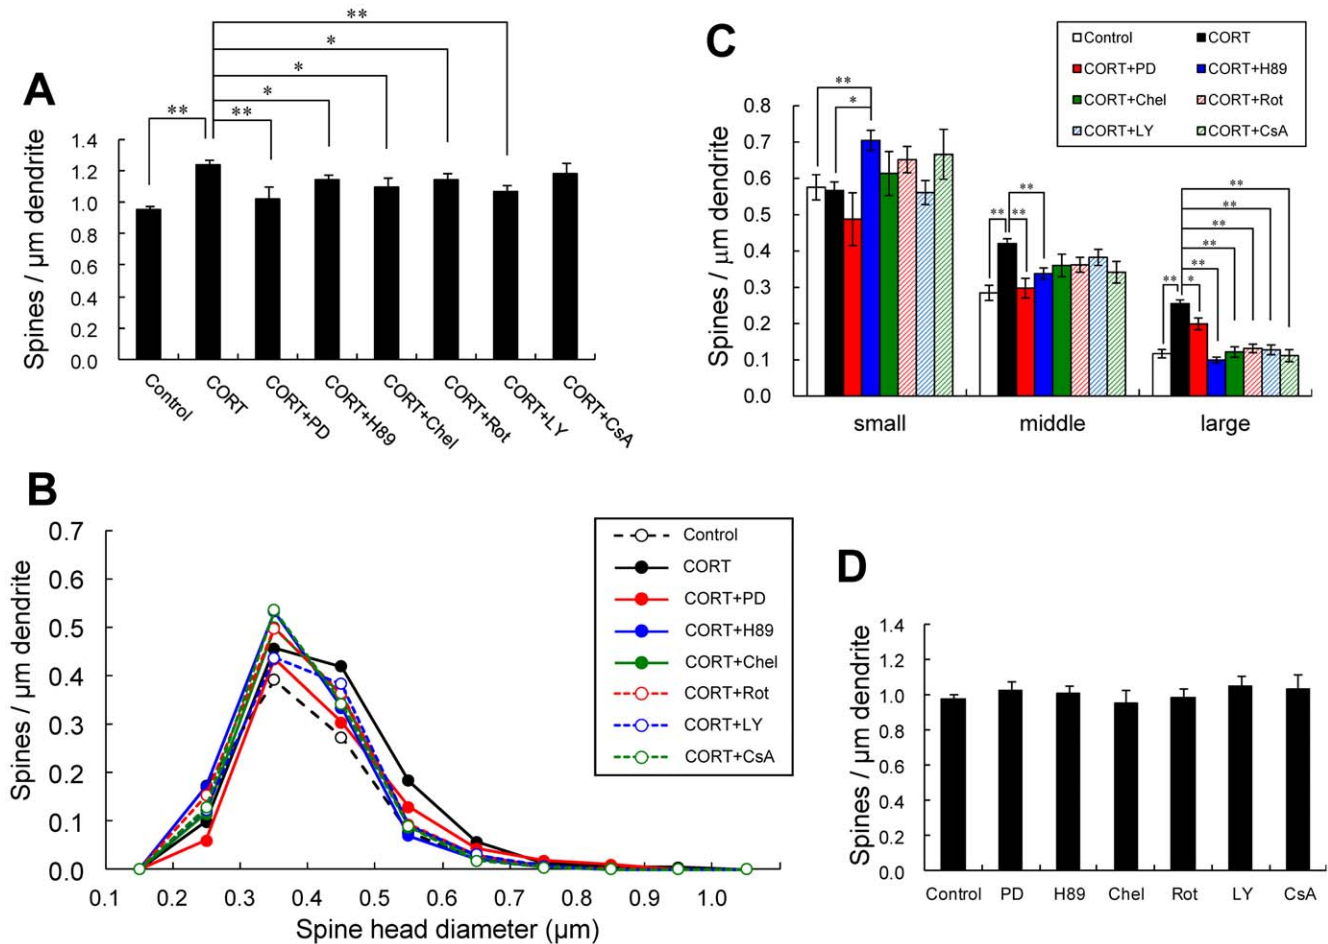 A
Spines / μm dendrite
1.4
1.2
1.0
0.8
0.6
0.4
0.2
0.0
** ** * * * * **
Control CORT CORT+PD CORT+H89 CORT+Chel CORT+Rot CORT+LY CORT+CsA
B
Spines / μm dendrite
0.7
0.6
0.5
0.4
0.3
0.2
0.1
0.0
0.1 0.2 0.3 0.4 0.5 0.6 0.7 0.8 0.9 1.0
Spine head diameter (μm)
Control
CORT
CORT+PD
CORT+H89
CORT+Chel
CORT+Rot
CORT+LY
CORT+CsA
C
Control CORT
CORT+PD CORT+H89
CORT+Chel CORT+Rot
CORT+LY CORT+CsA
Spines / μm dendrite
0.8
0.7
0.6
0.5
0.4
0.3
0.2
0.1
0.0
** *
** ** **
** * ** ** ** ** **
small middle large
D
Spines / μm dendrite
1.4
1.2
1.0
0.8
0.6
0.4
0.2
0.0
Control PD H89 Chel Rot LY CsA